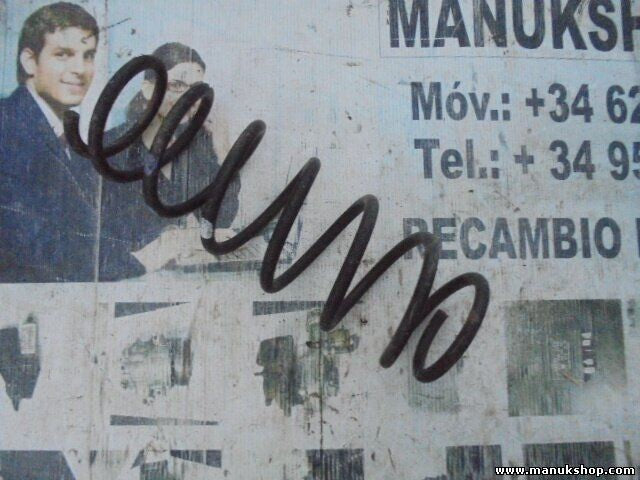 MANUKSH
Móv.: +34 62
Tel.: + 34 95
RECAMBIO
www.manukshop.com